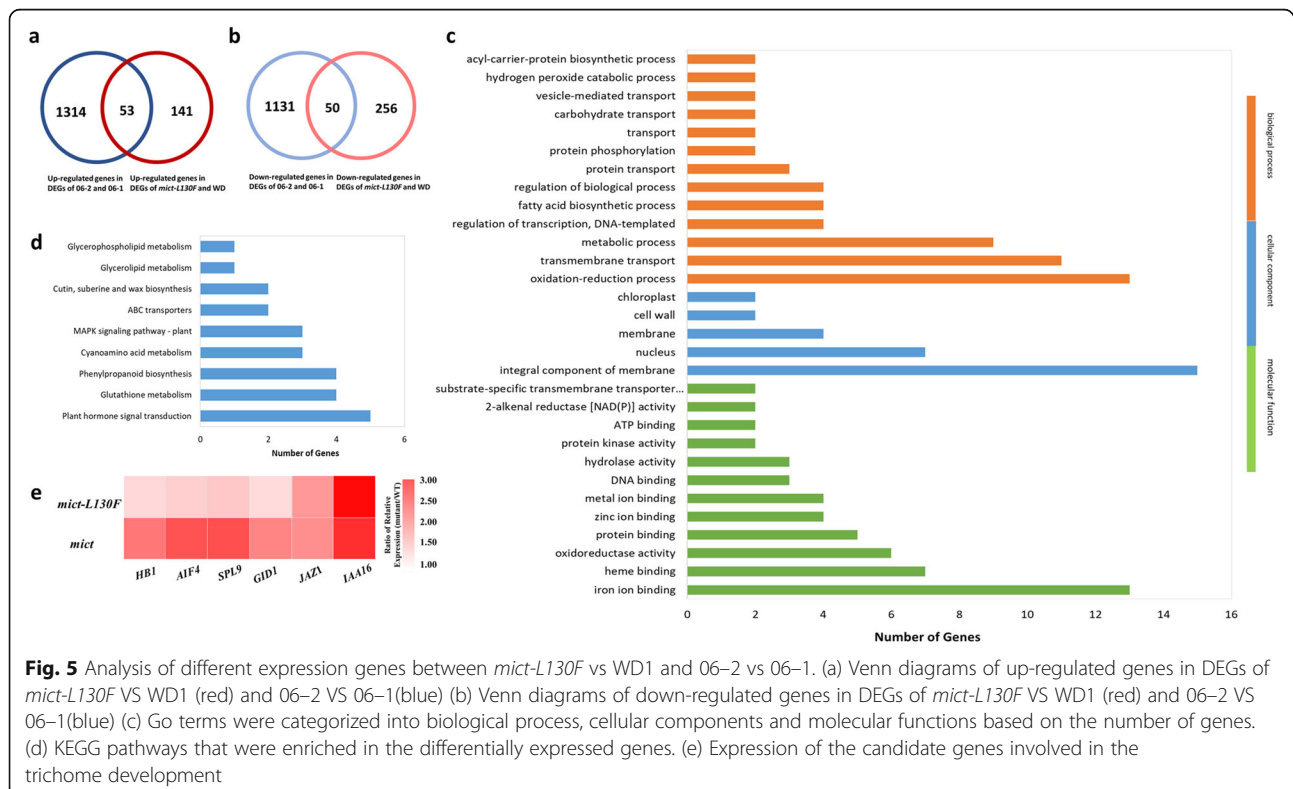 a
1314
53
141
Up-regulated genes in
DEGs of 06-2 and 06-1
Up-regulated genes in
DEGs of mict-L130F and WD
b
1131
50
256
Down-regulated genes in
DEGs of 06-2 and 06-1
Down-regulated genes in
DEGs of mict-L130F and WD
c
acyl-carrier-protein biosynthetic process
hydrogen peroxide catabolic process
vesicle-mediated transport
carbohydrate transport
transport
protein phosphorylation
protein transport
regulation of biological process
fatty acid biosynthetic process
regulation of transcription, DNA-templated
metabolic process
transmembrane transport
oxidation-reduction process
chloroplast
cell wall
membrane
nucleus
integral component of membrane
substrate-specific transmembrane transporter...
2-alkenal reductase [NAD(P)] activity
ATP binding
protein kinase activity
hydrolase activity
DNA binding
metal ion binding
zinc ion binding
protein binding
oxidoreductase activity
heme binding
iron ion binding
0 2 4 6 8 10 12 14 16
Number of Genes
biological process
cellular component
molecular function
d
Glycerophospholipid metabolism
Glycerolipid metabolism
Cutin, suberine and wax biosynthesis
ABC transporters
MAPK signaling pathway - plant
Cyanoamino acid metabolism
Phenylpropanoid biosynthesis
Glutathione metabolism
Plant hormone signal transduction
0 2 4 6
Number of Genes
e
mict-L130F
mict
HB1 AIF4 SPL9 GID1 JAZ1 IAA16
Ratio of Relative
Expression (mutant/WT)
3.00
2.50
2.00
1.50
1.00
Fig. 5 Analysis of different expression genes between mict-L130F vs WD1 and 06–2 vs 06–1. (a) Venn diagrams of up-regulated genes in DEGs of
mict-L130F VS WD1 (red) and 06–2 VS 06–1(blue) (b) Venn diagrams of down-regulated genes in DEGs of mict-L130F VS WD1 (red) and 06–2 VS
06–1(blue) (c) Go terms were categorized into biological process, cellular components and molecular functions based on the number of genes.
(d) KEGG pathways that were enriched in the differentially expressed genes. (e) Expression of the candidate genes involved in the
trichome development